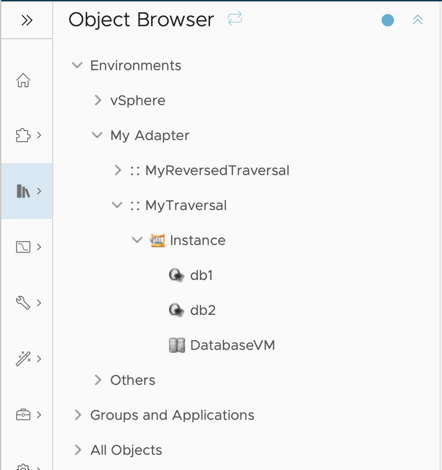 Object Browser
Environments
vSphere
My Adapter
:: MyReversedTraversal
:: MyTraversal
Instance
db1
db2
DatabaseVM
Others
Groups and Applications
All Objects